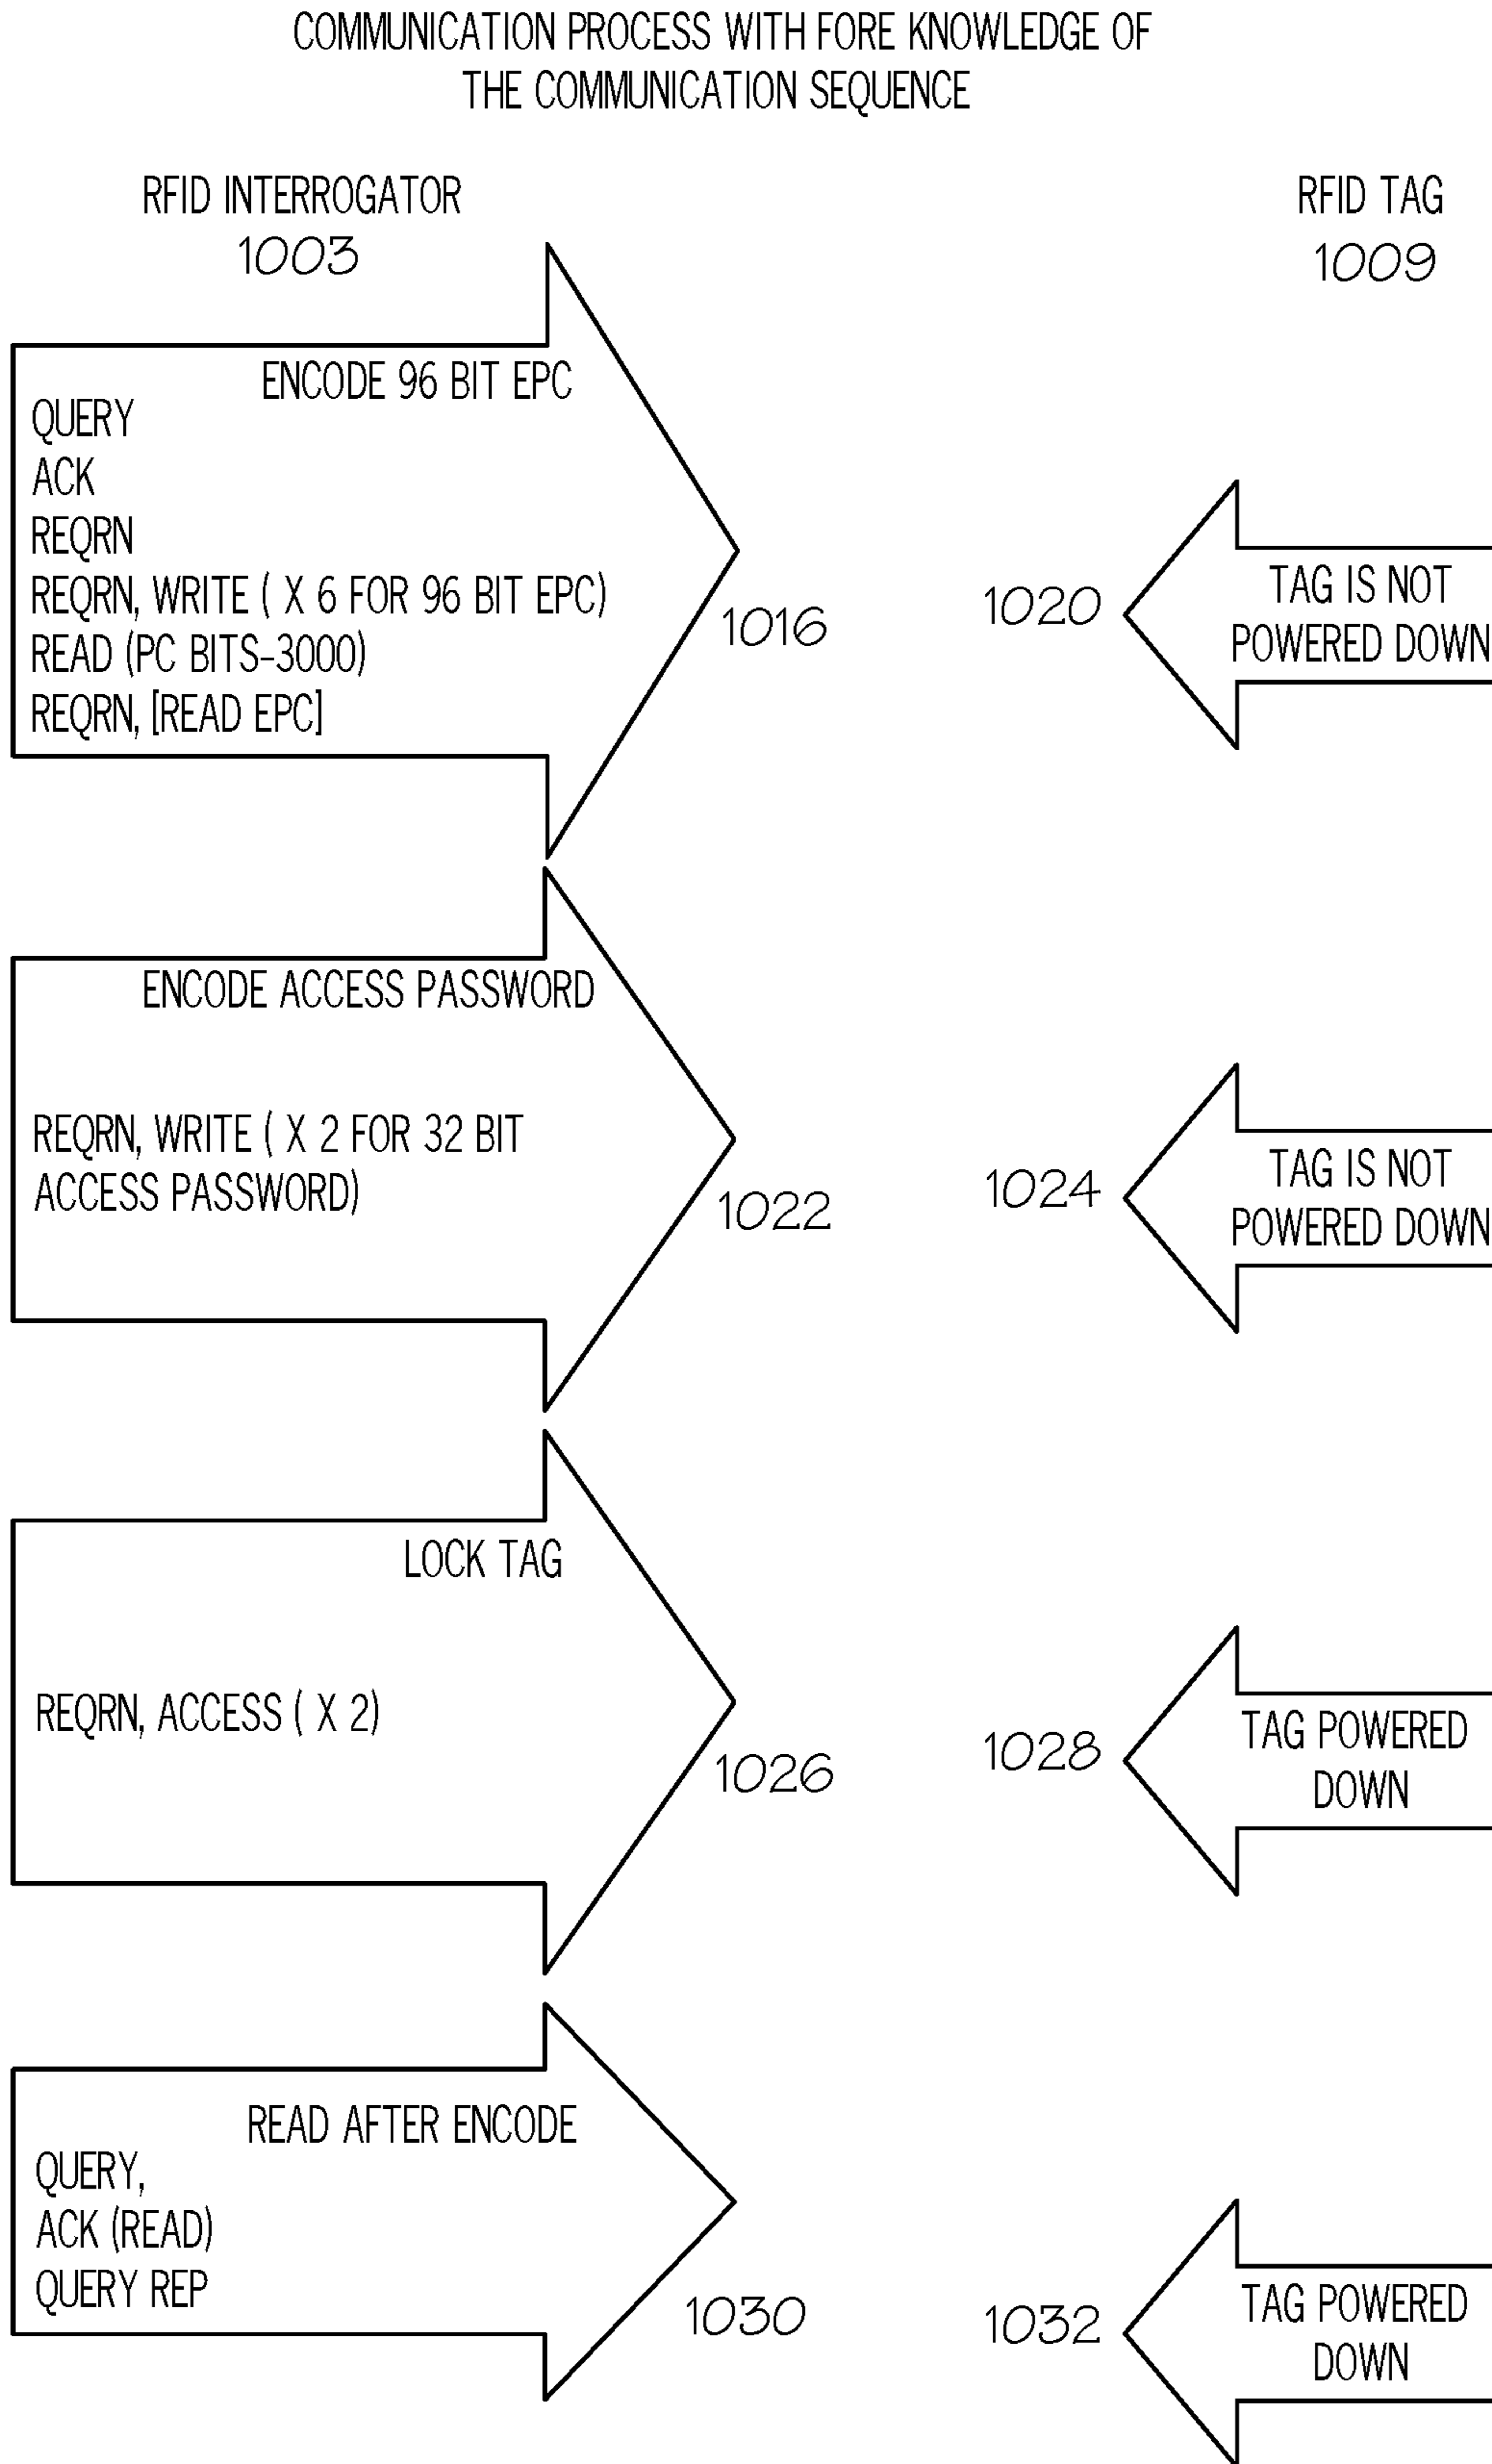 COMMUNICATION PROCESS WITH FORE KNOWLEDGE OF
THE COMMUNICATION SEQUENCE
RFID INTERROGATOR
1003
RFID TAG
1009
ENCODE 96 BIT EPC
QUERY
ACK
REQRN
REQRN, WRITE ( X 6 FOR 96 BIT EPC)
READ (PC BITS-3000)
REQRN, [READ EPC]
1016
1020
TAG IS NOT
POWERED DOWN
ENCODE ACCESS PASSWORD
REQRN, WRITE ( X 2 FOR 32 BIT
ACCESS PASSWORD)
1022
1024
TAG IS NOT
POWERED DOWN
LOCK TAG
REQRN, ACCESS ( X 2)
1026
1028
TAG POWERED
DOWN
READ AFTER ENCODE
QUERY,
ACK (READ)
QUERY REP
1030
1032
TAG POWERED
DOWN